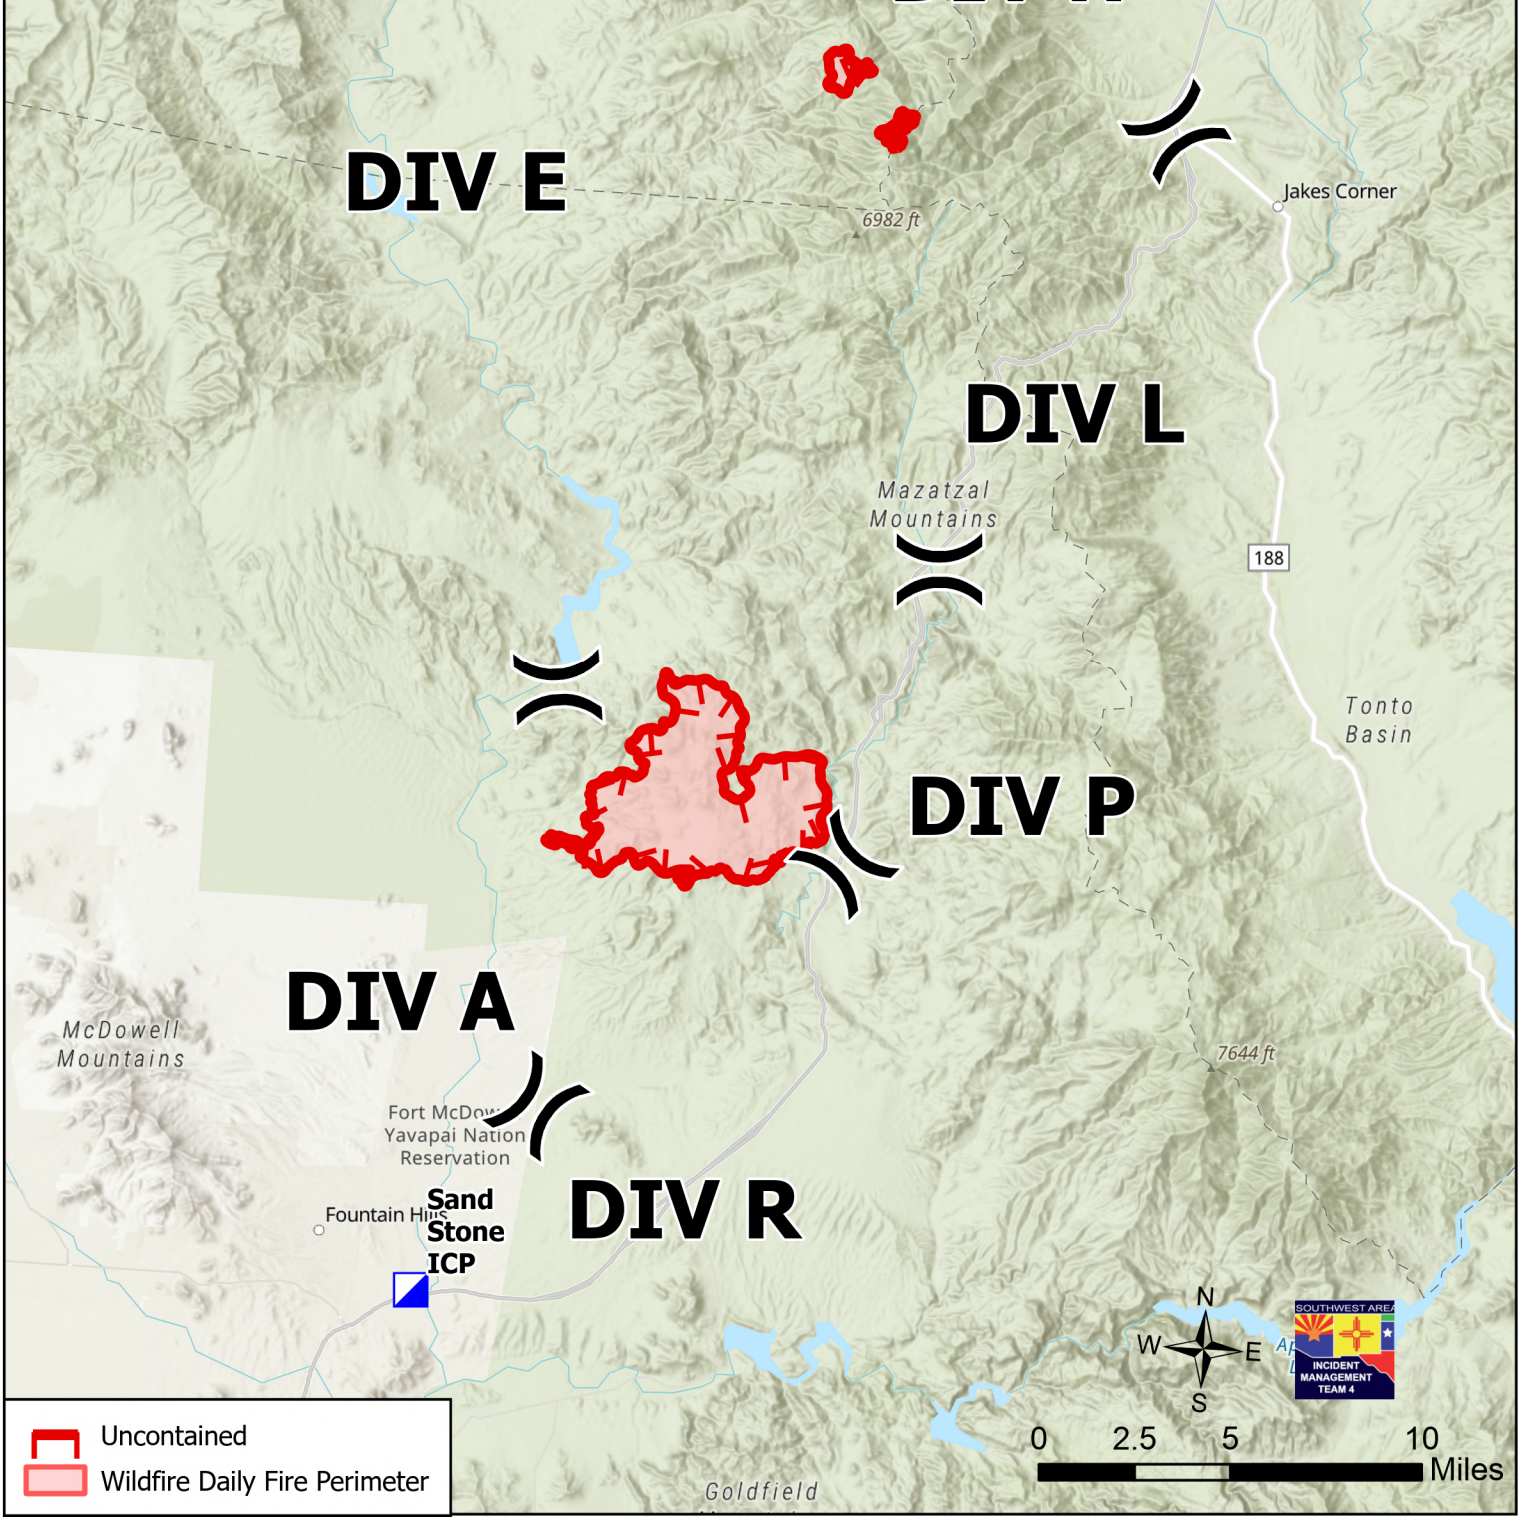 DIV E
Jakes Corner
6982 ft
DIV L
Mazatzal
Mountains
188
Tonto
Basin
DIV P
DIV A
McDowell
Mountains
7644 ft
Fort McDow
Yavapai Nation
Reservation
Sand
Stone
ICP
Fountain Hills
DIV R
N
W
E
S
SOUTHWEST AREA
INCIDENT
MANAGEMENT
TEAM 4
Ap
L
0 2.5 5 10
Miles
Uncontained
Wildfire Daily Fire Perimeter
Goldfield